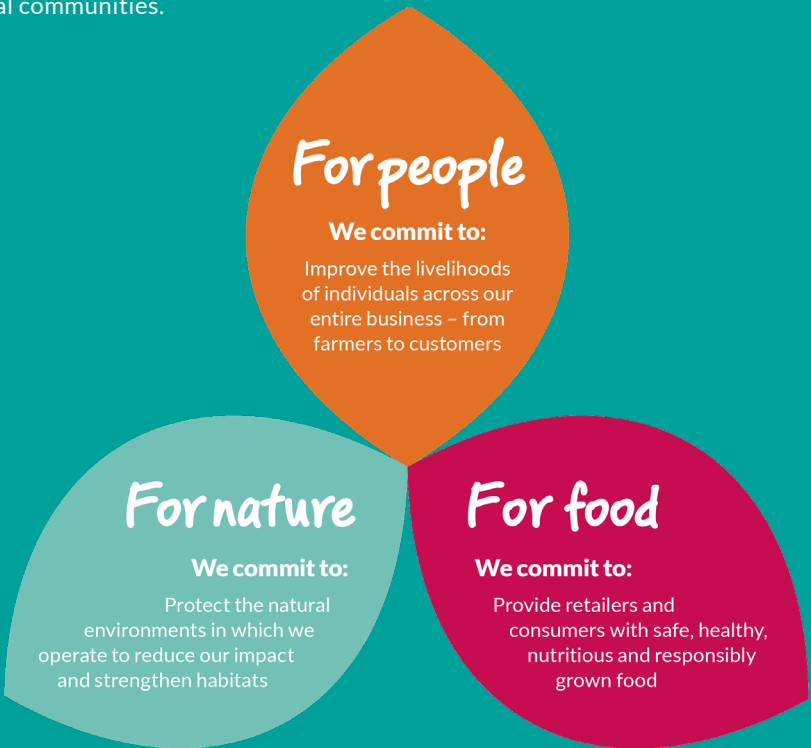 al communities.
For people
We commit to:
Improve the livelihoods
of individuals across our
entire business – from
farmers to customers
For nature
We commit to:
Protect the natural
environments in which we
operate to reduce our impact
and strengthen habitats
For food
We commit to:
Provide retailers and
consumers with safe, healthy,
nutritious and responsibly
grown food